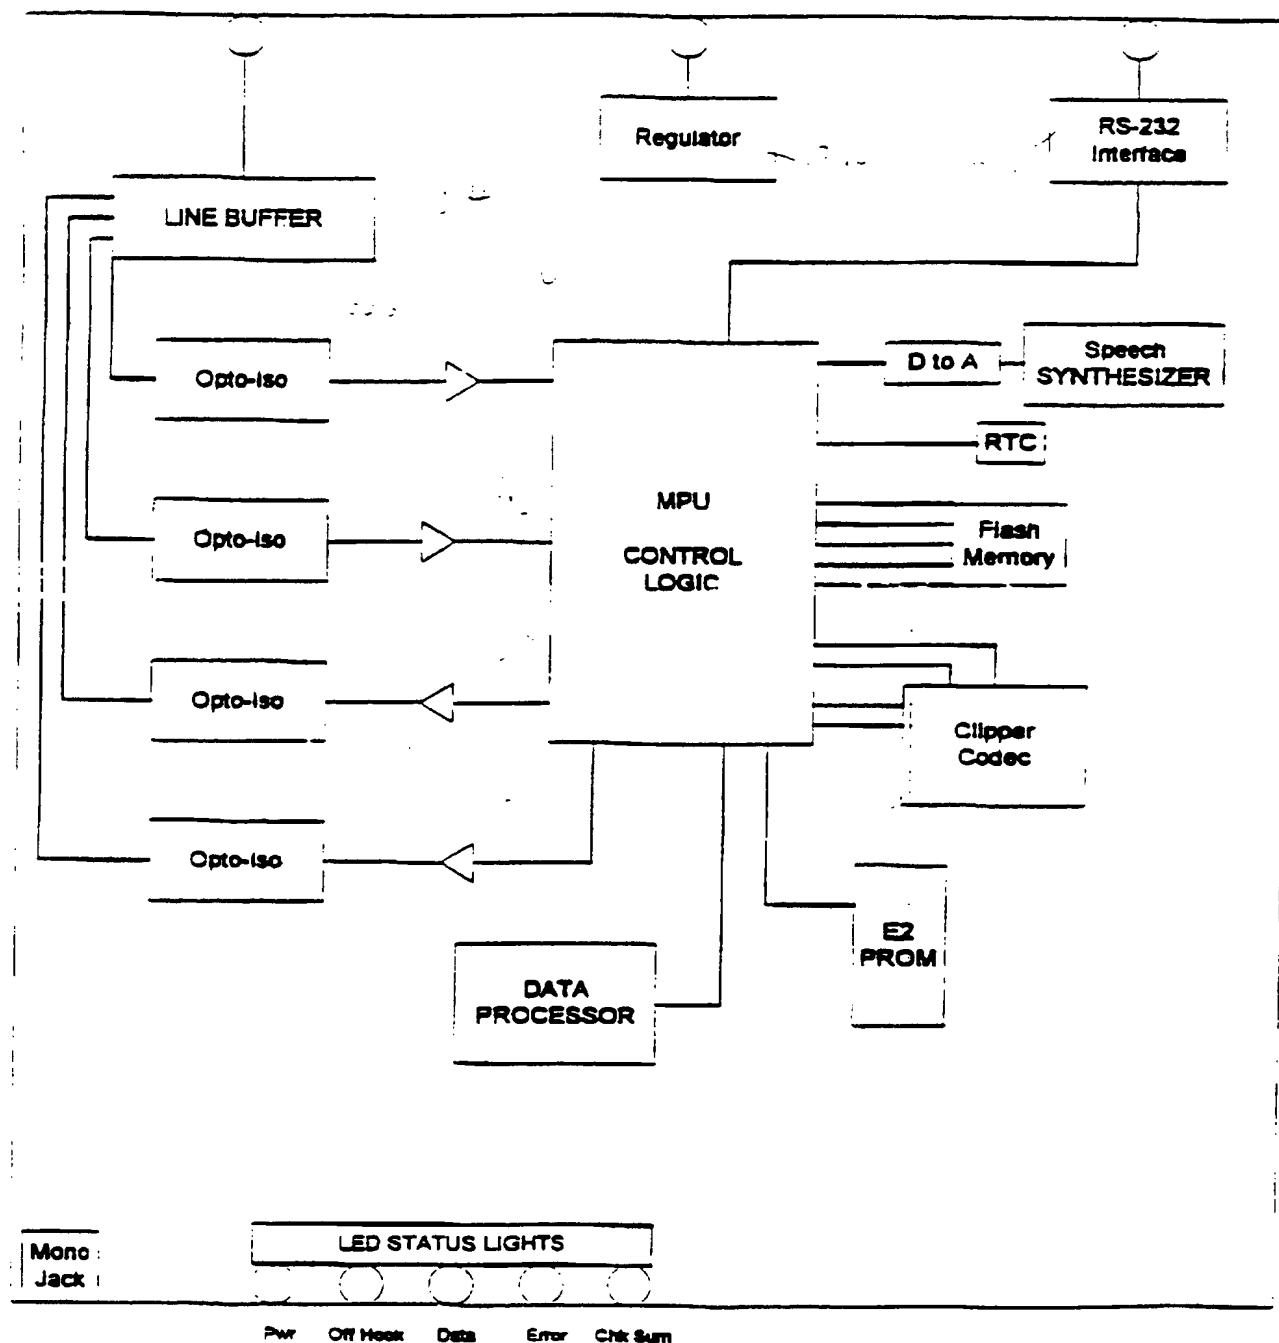 Regulator
RS-232
Interface
LINE BUFFER
Opto-Iso
D to A
Speech
SYNTHESIZER
RTC
MPU
CONTROL
LOGIC
Opto-Iso
Flash
Memory
Opto-Iso
Clipper
Codec
Opto-Iso
E2
PROM
DATA
PROCESSOR
Mono
Jack
LED STATUS LIGHTS
Pwr
Off Hook
Data
Error
Chk Sum